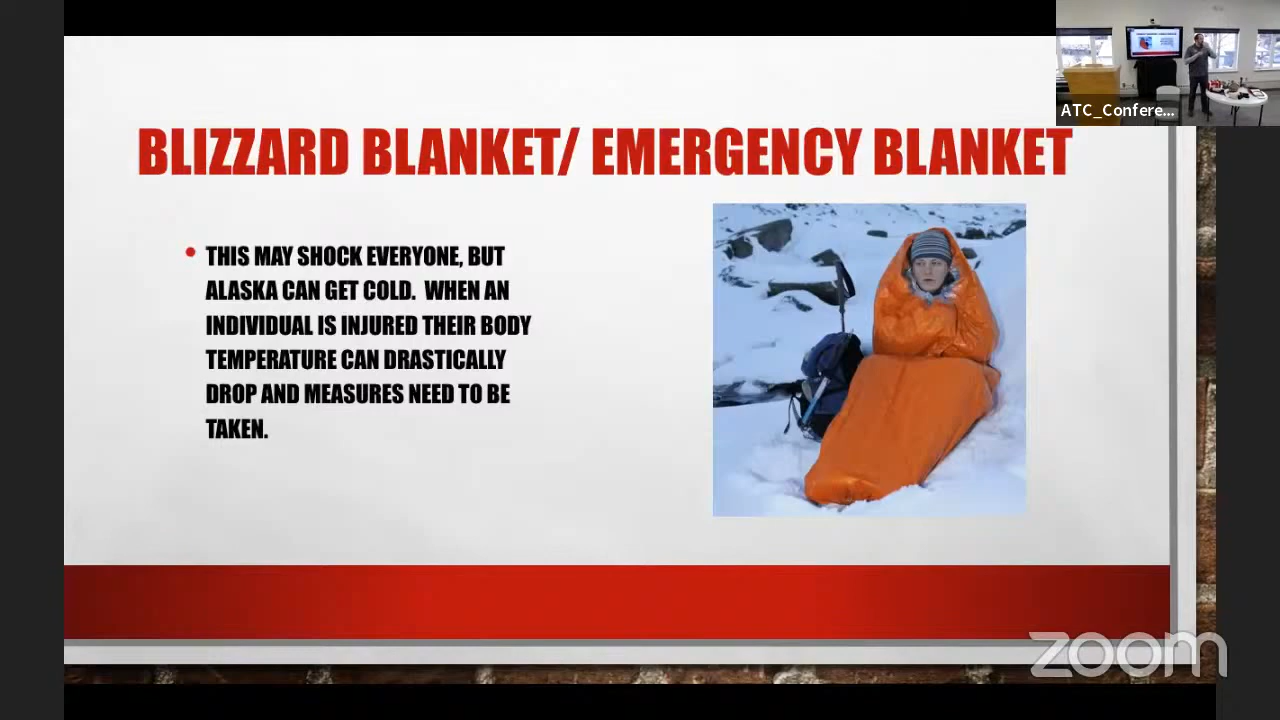 ATC_Confere...
BLIZZARD BLANKET/ EMERGENCY BLANKET
• THIS MAY SHOCK EVERYONE, BUT
ALASKA CAN GET COLD. WHEN AN
INDIVIDUAL IS INJURED THEIR BODY
TEMPERATURE CAN DRASTICALLY
DROP AND MEASURES NEED TO BE
TAKEN.
zoom